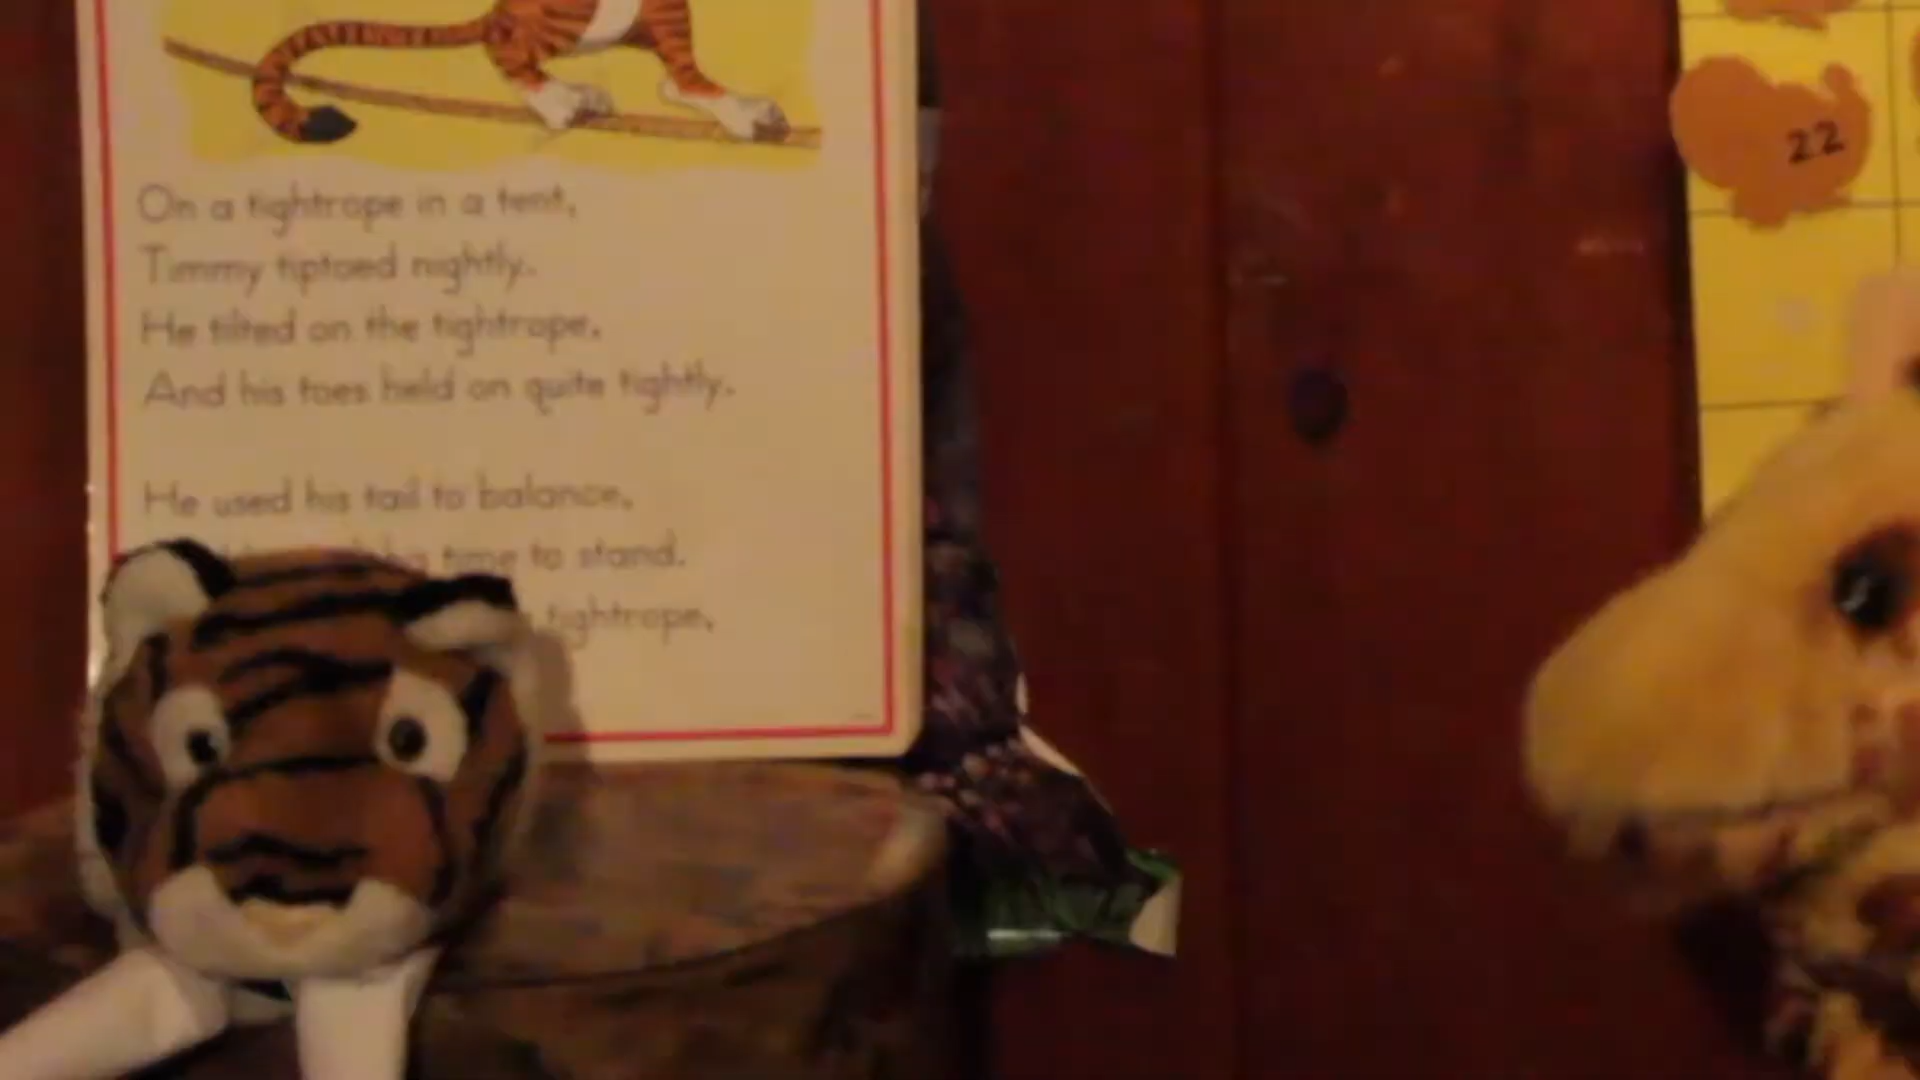 On a tightrope in a tent,
Timmy tiptoed nightly.
He tilted on the tightrope,
And his toes held on quite tightly.
He used his tail to balance,
time to stand.
tightrope,
22